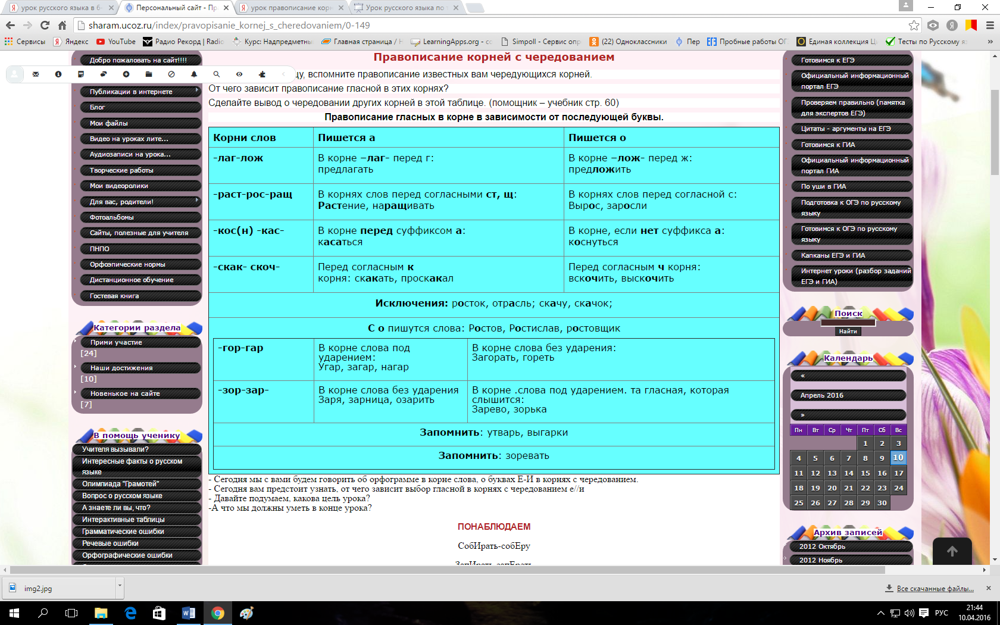 урок русского языка в 6-
Персональный сайт - Пр
урок правописание корн
Урок русского языка по
sharam.ucoz.ru/index/pravopisanie_kornej_s_cheredovaniem/0-149
Сервисы
Яндекс
YouTube
Радио Рекорд | Radio
Курс: Надпредметны
Главная страница / Н
LearningApps.org - со
Simpoll - Сервис опр
(22) Одноклассники
Пер
Пробные работы ОГ
Единая коллекция Ц
Тесты по Русскому яз
Добро пожаловать на сайт!!!!
Публикации в интернете
Блог
Мои файлы
Видео на уроках лите...
Аудиозаписи на урока...
Творческие работы
Мои видеоролики
Для вас, родители!
Фотоальбомы
Сайты, полезные для учителя
ПНПО
Орфоэпические нормы
Дистанционное обучение
Гостевая книга
Категории раздела
Прими участие
[24]
Наши достижения
[10]
Новенькое на сайте
[7]
В помощь ученику
Учителя вызывали?
Интересные факты о русском
языке
Олимпиада "Грамотей"
Вопрос о русском языке
А знаете ли вы, что?
Интерактивные таблицы
Грамматические ошибки
Речевые ошибки
Орфографические ошибки
Правописание корней с чередованием
цу, вспомните правописание известных вам чередующихся корней.
От чего зависит правописание гласной в этих корнях?
Сделайте вывод о чередовании других корней в этой таблице. (помощник – учебник стр. 60)
Правописание гласных в корне в зависимости от последующей буквы.
Корни слов
Пишется а
Пишется о
-лаг-лож
В корне –лаг- перед г:
предлагать
В корне –лож- перед ж:
предложить
-раст-рос-ращ
В корнях слов перед согласными ст, щ:
Растение, наращивать
В корнях слов перед согласной с:
Вырос, заросли
-кос(н) -кас-
В корне перед суффиксом а:
касаться
В корне, если нет суффикса а:
коснуться
-скак- скоч-
Перед согласным к
корня: скакать, проскакал
Перед согласным ч корня:
вскочить, выскочить
Исключения: росток, отрасль; скачу, скачок;
С о пишутся слова: Ростов, Ростислав, ростовщик
-гор-гар
В корне слова под
ударением:
Угар, загар, нагар
В корне слова без ударения:
Загорать, гореть
-зор-зар-
В корне слова без ударения
Заря, зарница, озарить
В корне .слова под ударением. та гласная, которая
слышится:
Зарево, зорька
Запомнить: утварь, выгарки
Запомнить: зоревать
- Сегодня мы с вами будем говорить об орфограмме в корне слова, о буквах Е-И в корнях с чередованием.
- Сегодня вам предстоит узнать, от чего зависит выбор гласной в корнях с чередованием е//и
- Давайте подумаем, какова цель урока?
-А что мы должны уметь в конце урока?
ПОНАБЛЮДАЕМ
СобИрать-собЕру
ЗапИрать-запЕреть
Готовимся к ЕГЭ
Официальный информационный
портал ЕГЭ
Проверяем правильно (памятка
для экспертов ЕГЭ)
Цитаты - аргументы на ЕГЭ
Готовимся к ГИА
Официальный информационный
портал ГИА
По уши в ГИА
Подготовка к ОГЭ по русскому
языку
Готовимся к ОГЭ по русскому
языку
Капканы ЕГЭ и ГИА
Интернет уроки (разбор заданий
ЕГЭ и ГИА)
Поиск
Найти
Календарь
«
Апрель 2016
»
Пн Вт Ср Чт Пт Сб Вс
1 2 3
4 5 6 7 8 9 10
11 12 13 14 15 16 17
18 19 20 21 22 23 24
25 26 27 28 29 30
Архив записей
2012 Октябрь
2012 Ноябрь
img2.jpg
Все скачанные файлы...
РУС
21:44
10.04.2016